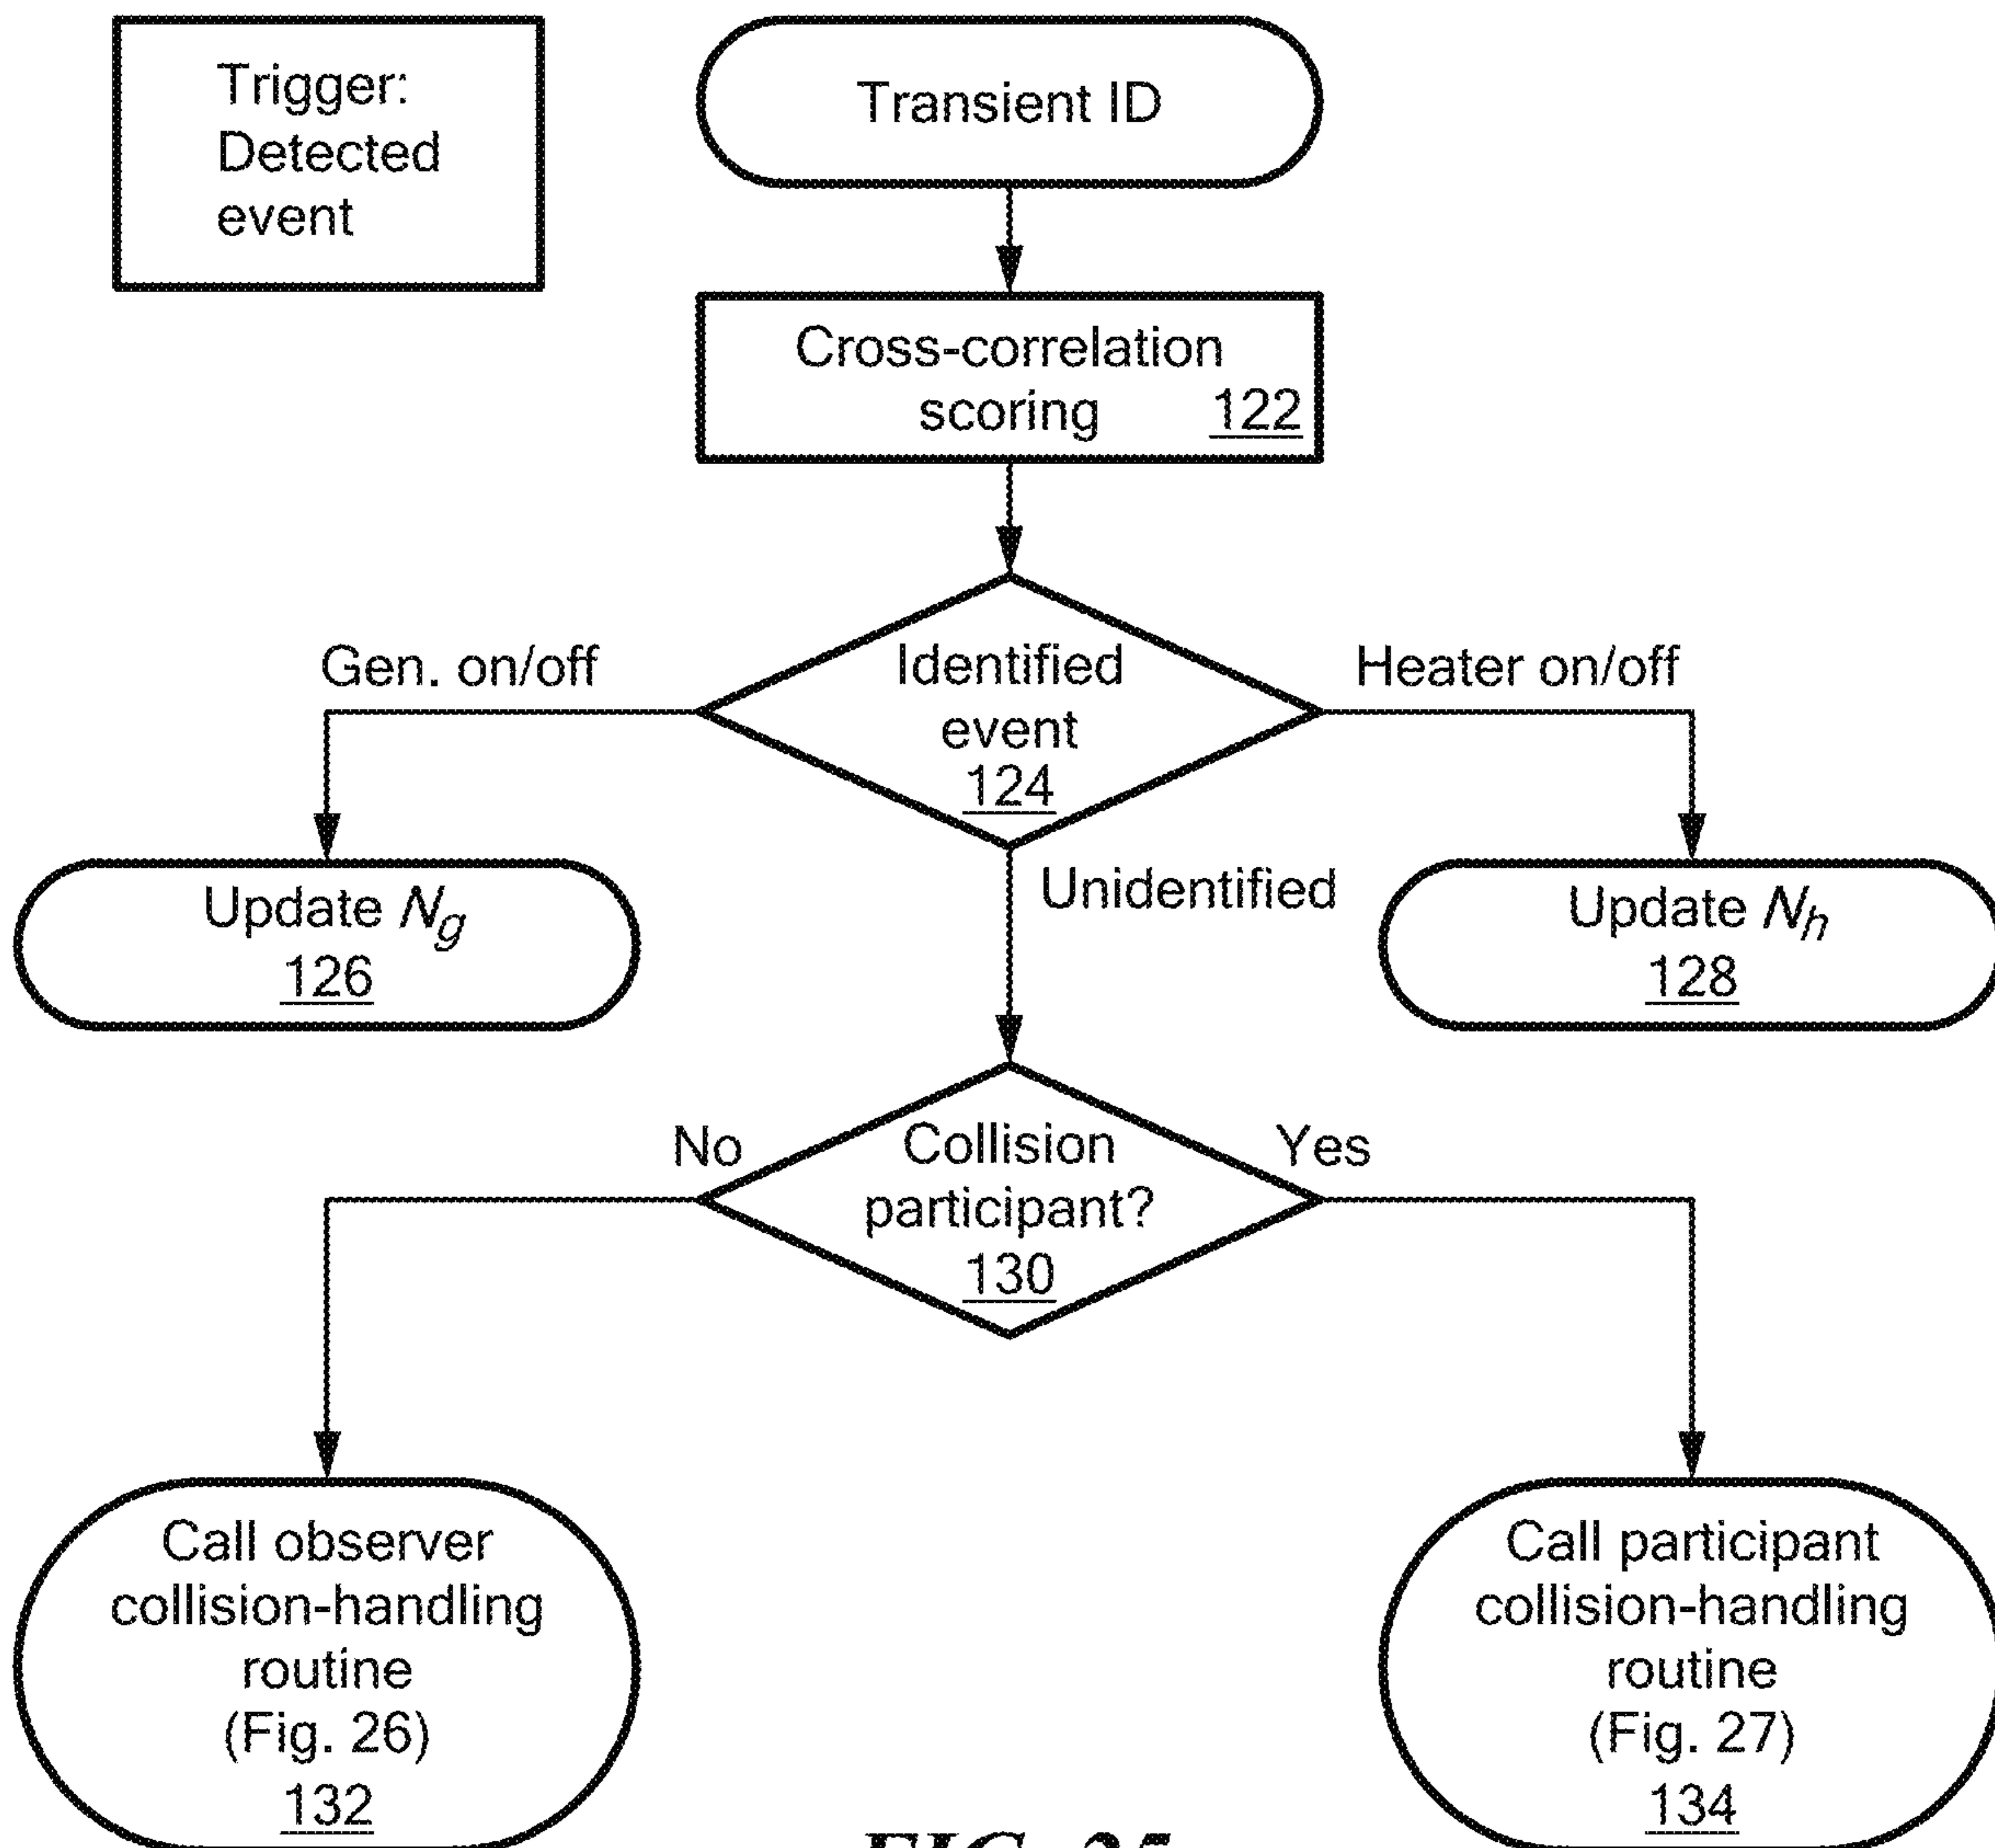 Trigger:
Detected
event
Transient ID
Cross-correlation
scoring 122
Gen. on/off
Identified
event
124
Heater on/off
Update Ng
126
Unidentified
Update Nh
128
No
Collision
participant?
130
Yes
Call observer
collision-handling
routine
(Fig. 26)
132
Call participant
collision-handling
routine
(Fig. 27)
134
FIG. 25